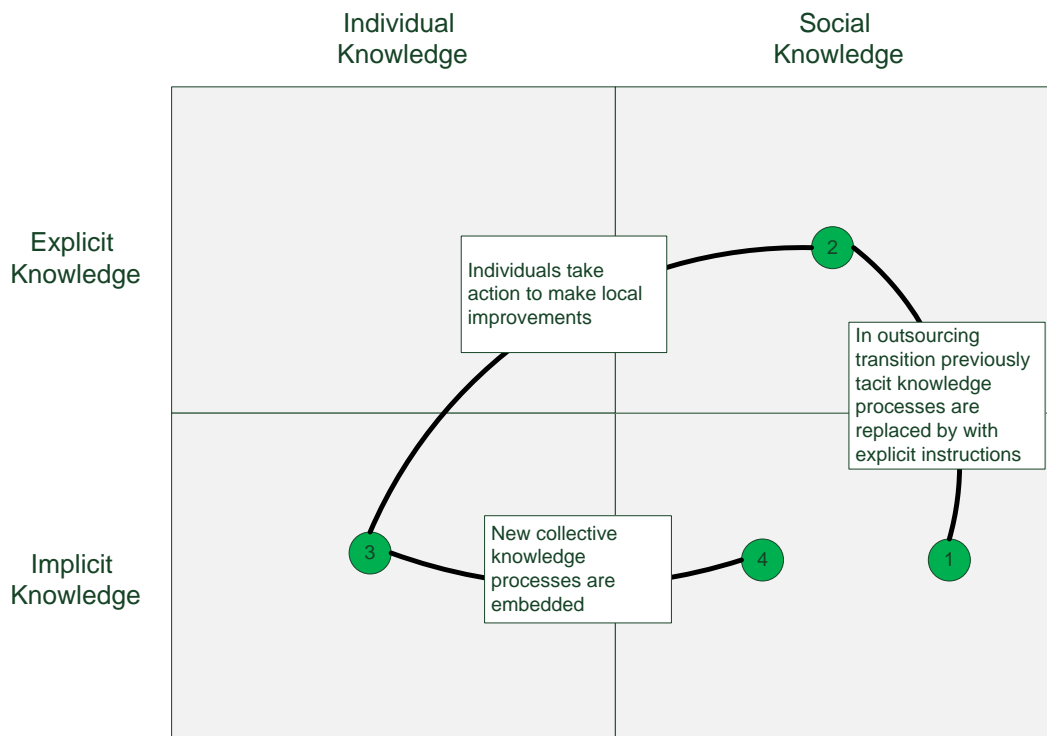 Individual
Knowledge
Social
Knowledge
Explicit
Knowledge
Individuals take
action to make local
improvements
2
In outsourcing
transition previously
tacit knowledge
processes are
replaced by with
explicit instructions
Implicit
Knowledge
3
New collective
knowledge
processes are
embedded
4
1